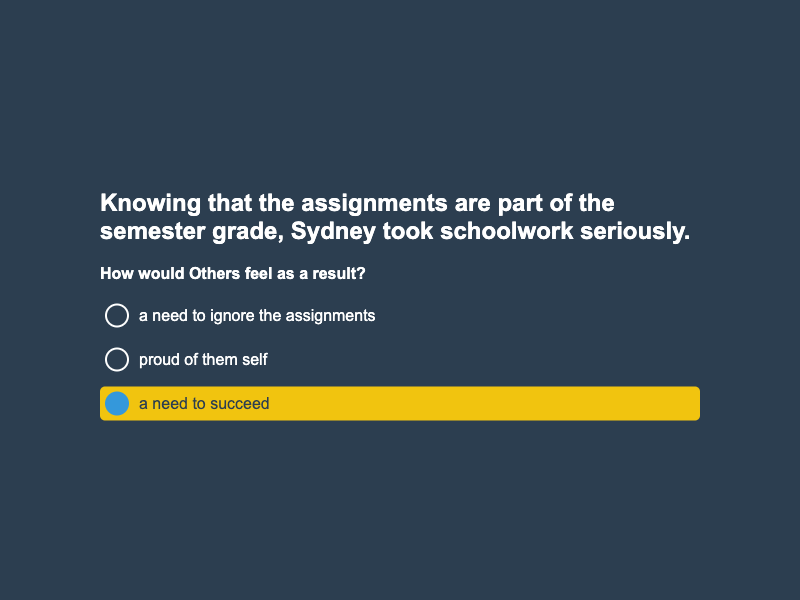 Knowing that the assignments are part of the
semester grade, Sydney took schoolwork seriously.
How would Others feel as a result?
a need to ignore the assignments
proud of them self
a need to succeed